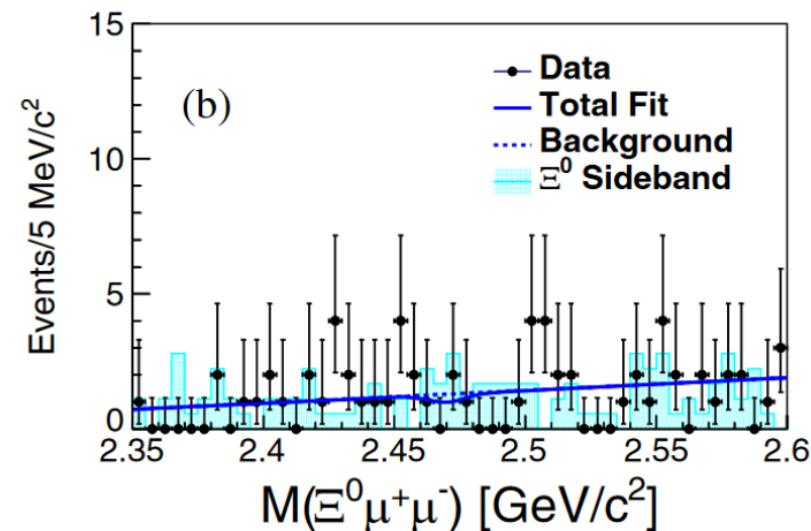 15
Events/5 MeV/c²
(b)
Data
Total Fit
Background
Ξ⁰ Sideband
10
5
0
2.35 2.4 2.45 2.5 2.55 2.6
M(Ξ⁰μ⁺μ⁻) [GeV/c²]